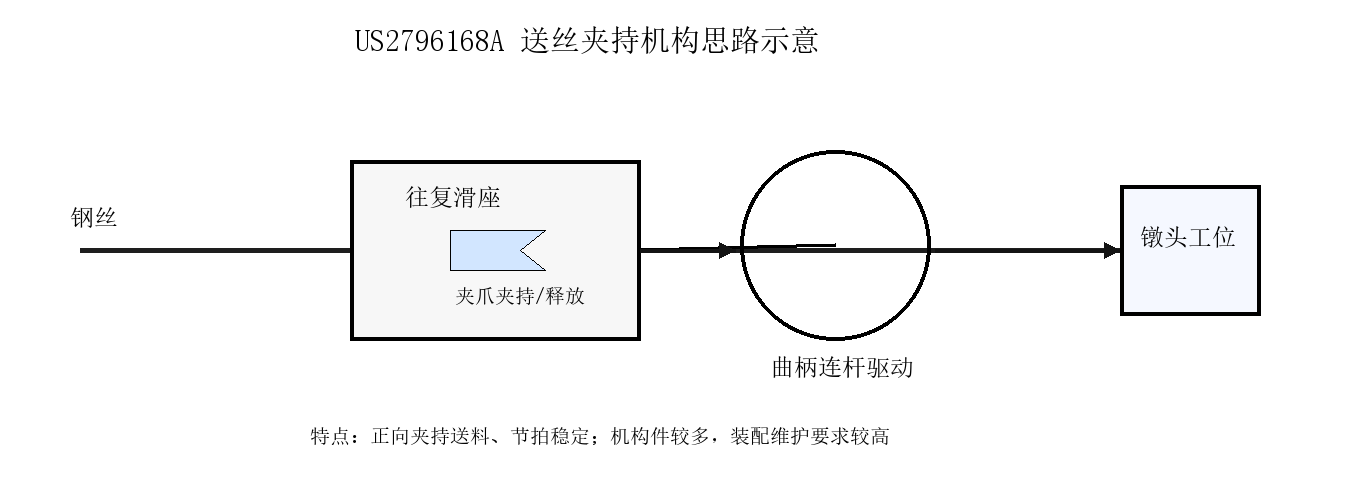 US2796168A 送丝夹持机构思路示意
往复滑座
钢丝
镦头工位
夹爪夹持/释放
曲柄连杆驱动
特点：正向夹持送料、节拍稳定；机构件较多，装配维护要求较高